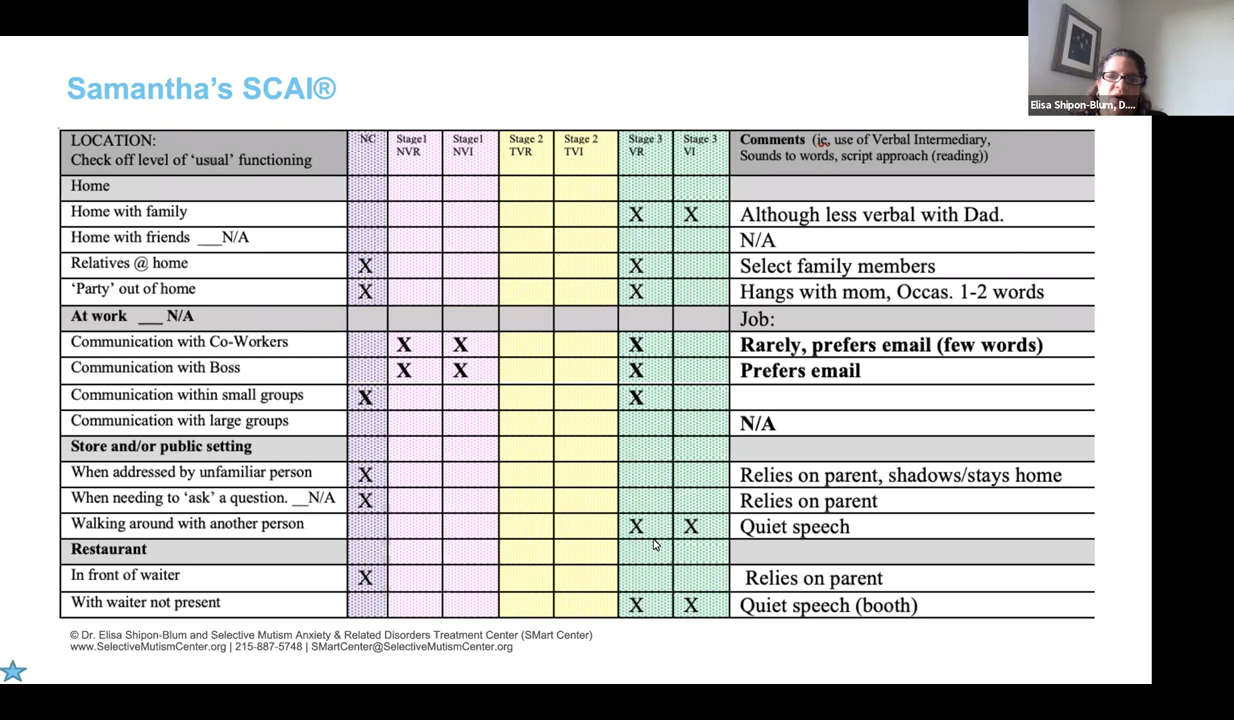 Elisa Shipon-Blum, D....
Samantha's SCAI®
LOCATION:
Check off level of 'usual' functioning
NC
Stage1
NVR
Stage1
NVI
Stage 2
TVR
Stage 2
TVI
Stage 3
VR
Stage 3
VI
Comments (ie, use of Verbal Intermediary,
Sounds to words, script approach (reading))
Home
Home with family X X Although less verbal with Dad.
Home with friends ___N/A N/A
Relatives @ home X X Select family members
'Party' out of home X X Hangs with mom, Occas. 1-2 words
At work ___ N/A Job:
Communication with Co-Workers X X X Rarely, prefers email (few words)
Communication with Boss X X X Prefers email
Communication within small groups X X
Communication with large groups N/A
Store and/or public setting
When addressed by unfamiliar person X Relies on parent, shadows/stays home
When needing to 'ask' a question. __N/A X Relies on parent
Walking around with another person X X Quiet speech
Restaurant
In front of waiter X Relies on parent
With waiter not present X X Quiet speech (booth)
© Dr. Elisa Shipon-Blum and Selective Mutism Anxiety & Related Disorders Treatment Center (SMart Center)
www.SelectiveMutismCenter.org | 215-887-5748 | SMartCenter@SelectiveMutismCenter.org